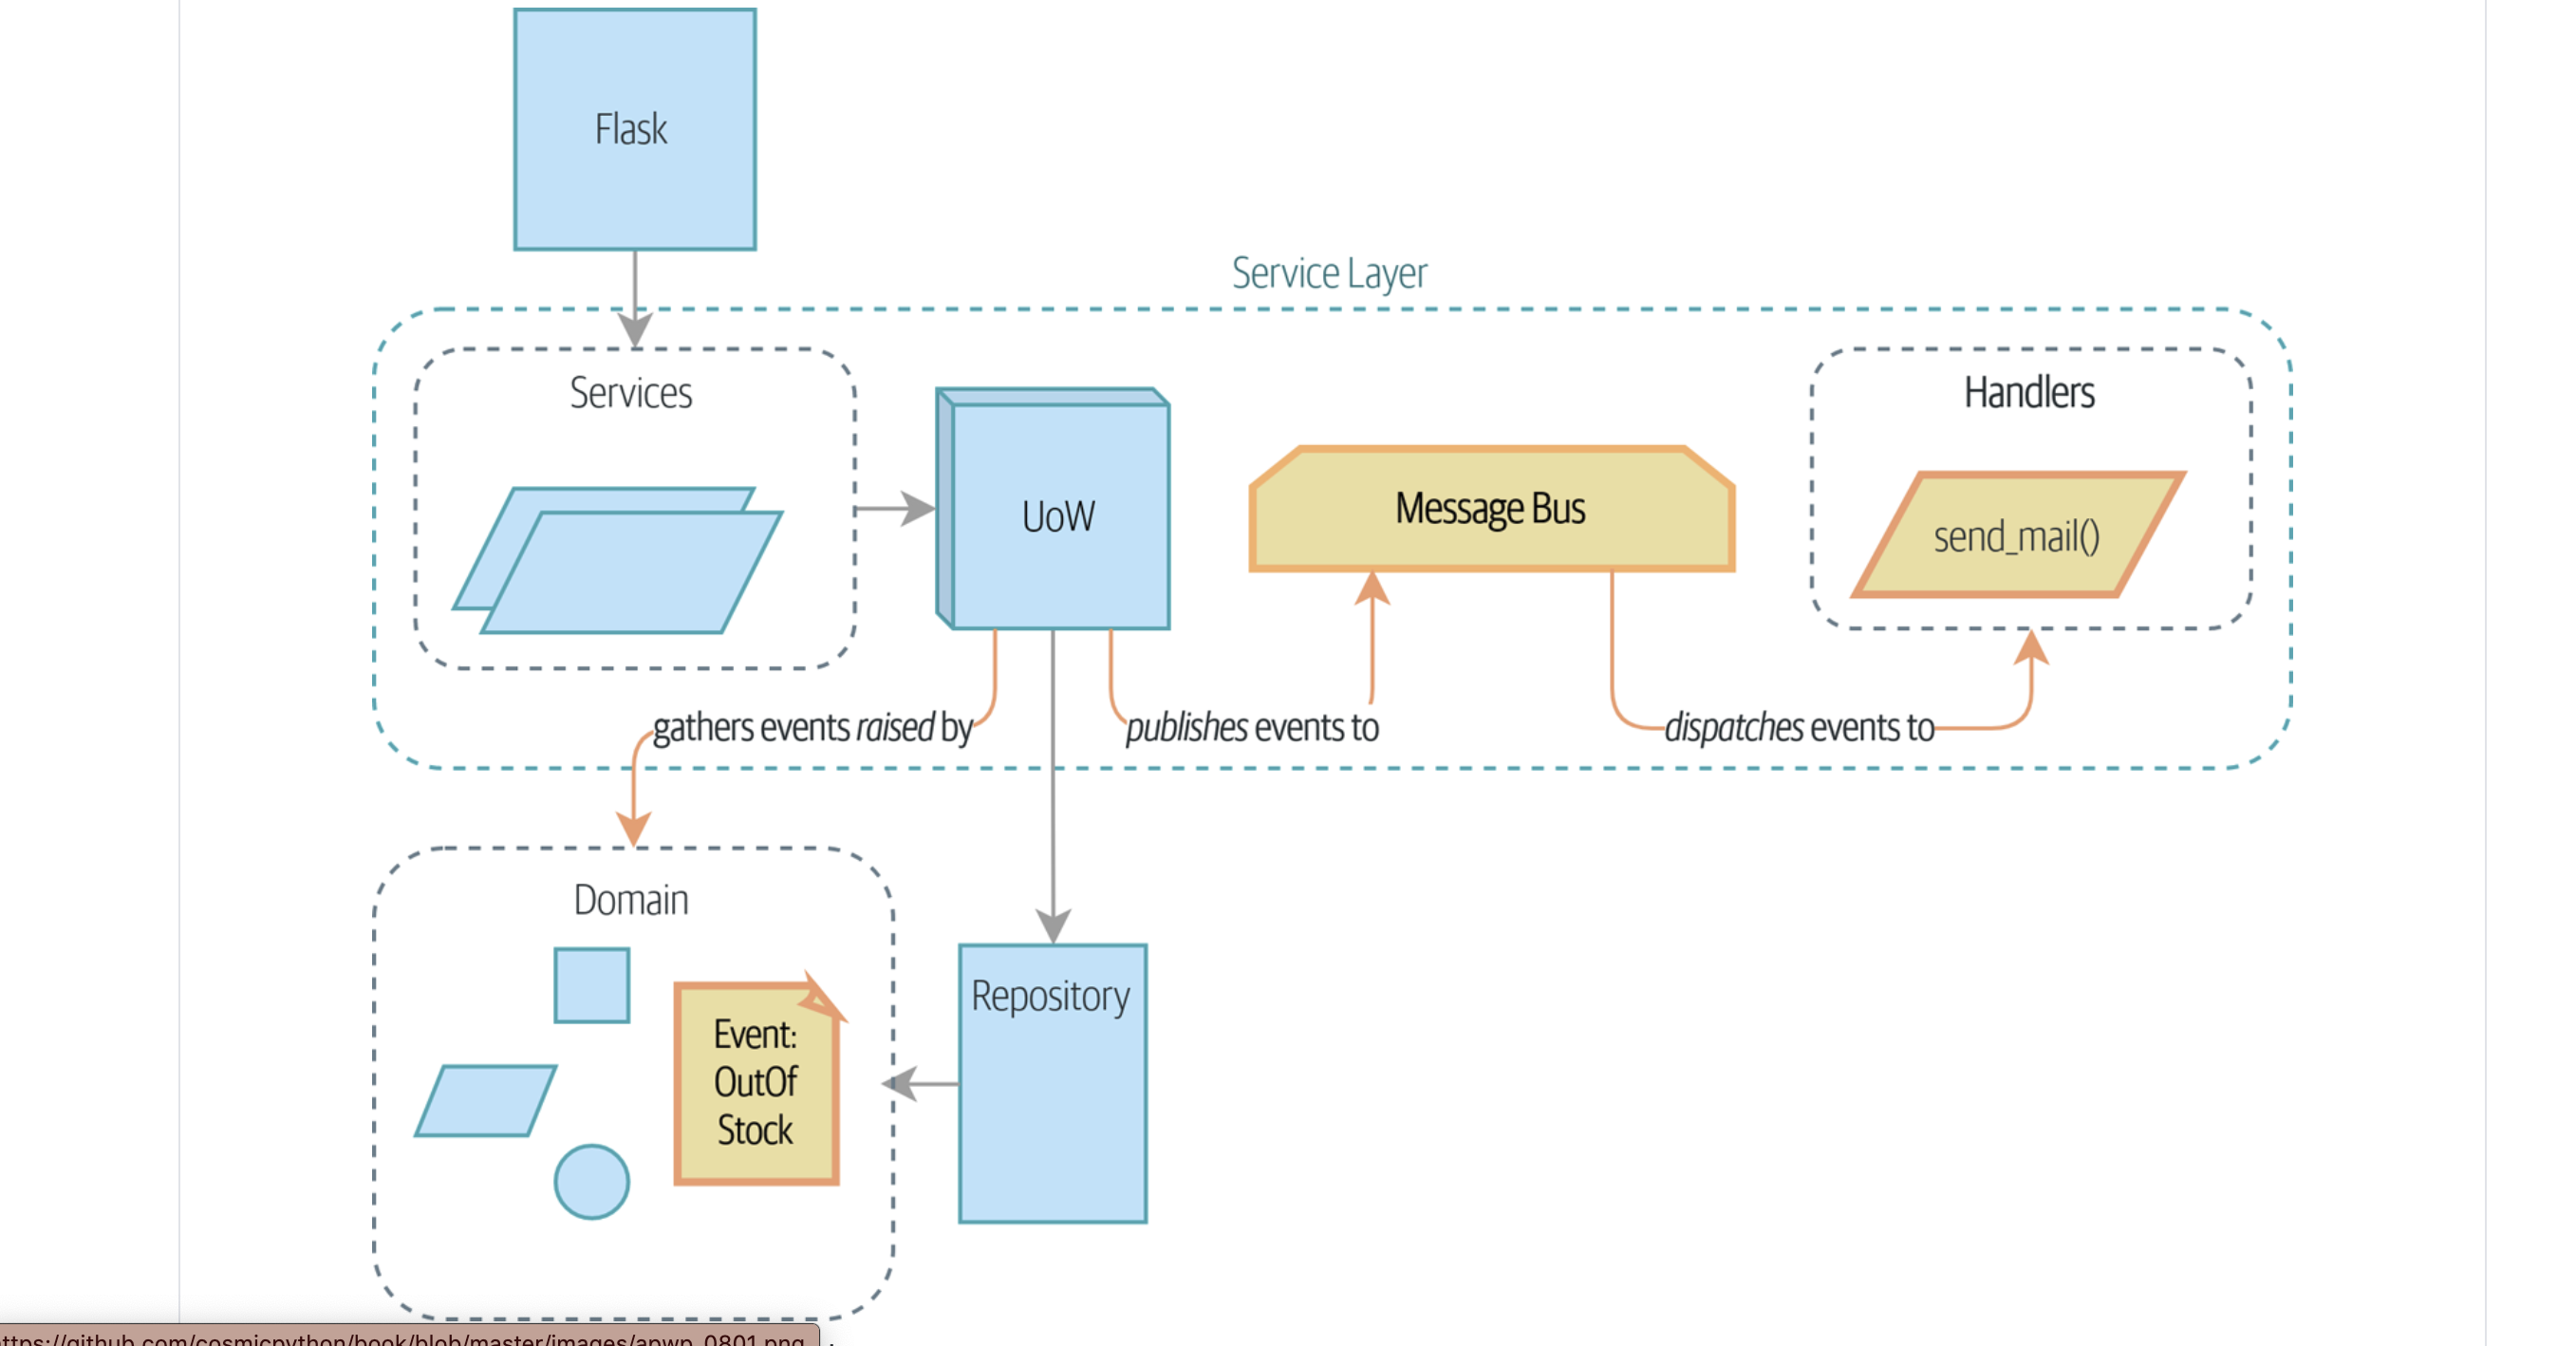 Flask
Service Layer
Services
Handlers
UoW
Message Bus
send_mail()
gathers events raised by
publishes events to
dispatches events to
Domain
Repository
Event:
OutOf
Stock
ttps://github.com/cosmicpython/book/blob/master/images/apwp_0801.png